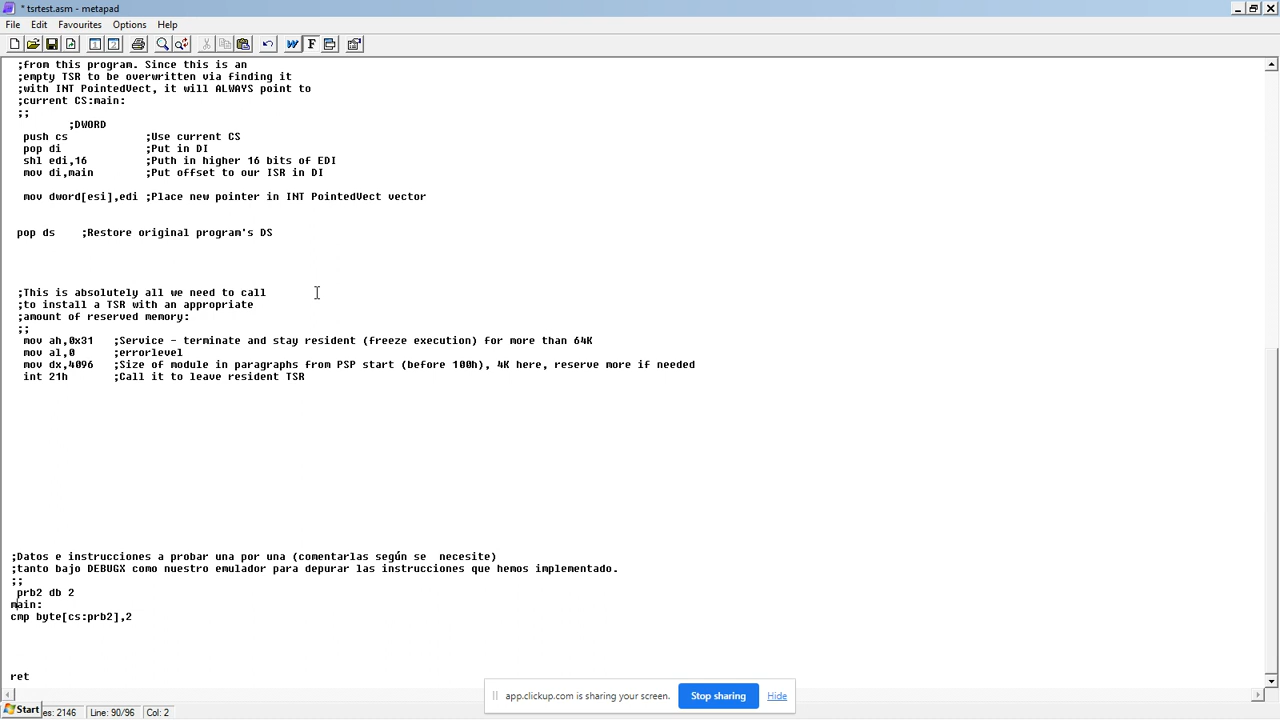 * tsrtest.asm - metapad
File Edit Favourites Options Help
;from this program. Since this is an
;empty TSR to be overwritten via finding it
;with INT PointedVect, it will ALWAYS point to
;current CS:main:
;;
;DWORD
push cs ;Use current CS
pop di ;Put in DI
shl edi,16 ;Puth in higher 16 bits of EDI
mov di,main ;Put offset to our ISR in DI
mov dword[esi],edi ;Place new pointer in INT PointedVect vector
pop ds ;Restore original program's DS
;This is absolutely all we need to call
;to install a TSR with an appropriate
;amount of reserved memory:
;;
mov ah,0x31 ;Service - terminate and stay resident (freeze execution) for more than 64K
mov al,0 ;errorlevel
mov dx,4096 ;Size of module in paragraphs from PSP start (before 100h), 4K here, reserve more if needed
int 21h ;Call it to leave resident TSR
;Datos e instrucciones a probar una por una (comentarlas según se necesite)
;tanto bajo DEBUGX como nuestro emulador para depurar las instrucciones que hemos implementado.
;;
prb2 db 2
main:
cmp byte[cs:prb2],2
ret
app.clickup.com is sharing your screen. Stop sharing Hide
Start es: 2146 Line: 90/96 Col: 2